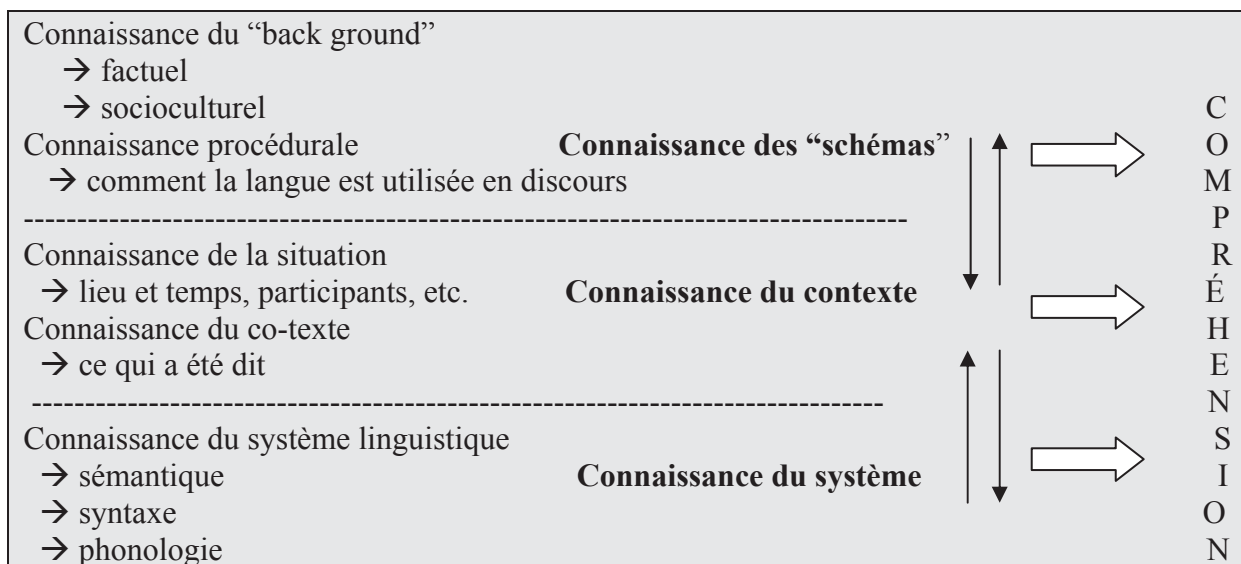 Connaissance du “back ground”
→ factuel
→ socioculturel
Connaissance procédurale Connaissance des “schémas”
→ comment la langue est utilisée en discours
----------------------------------------------------------------------------------
Connaissance de la situation
→ lieu et temps, participants, etc. Connaissance du contexte
Connaissance du co-texte
→ ce qui a été dit
--------------------------------------------------------------------------------
Connaissance du système linguistique
→ sémantique Connaissance du système
→ syntaxe
→ phonologie
C
O
M
P
R
É
H
E
N
S
I
O
N